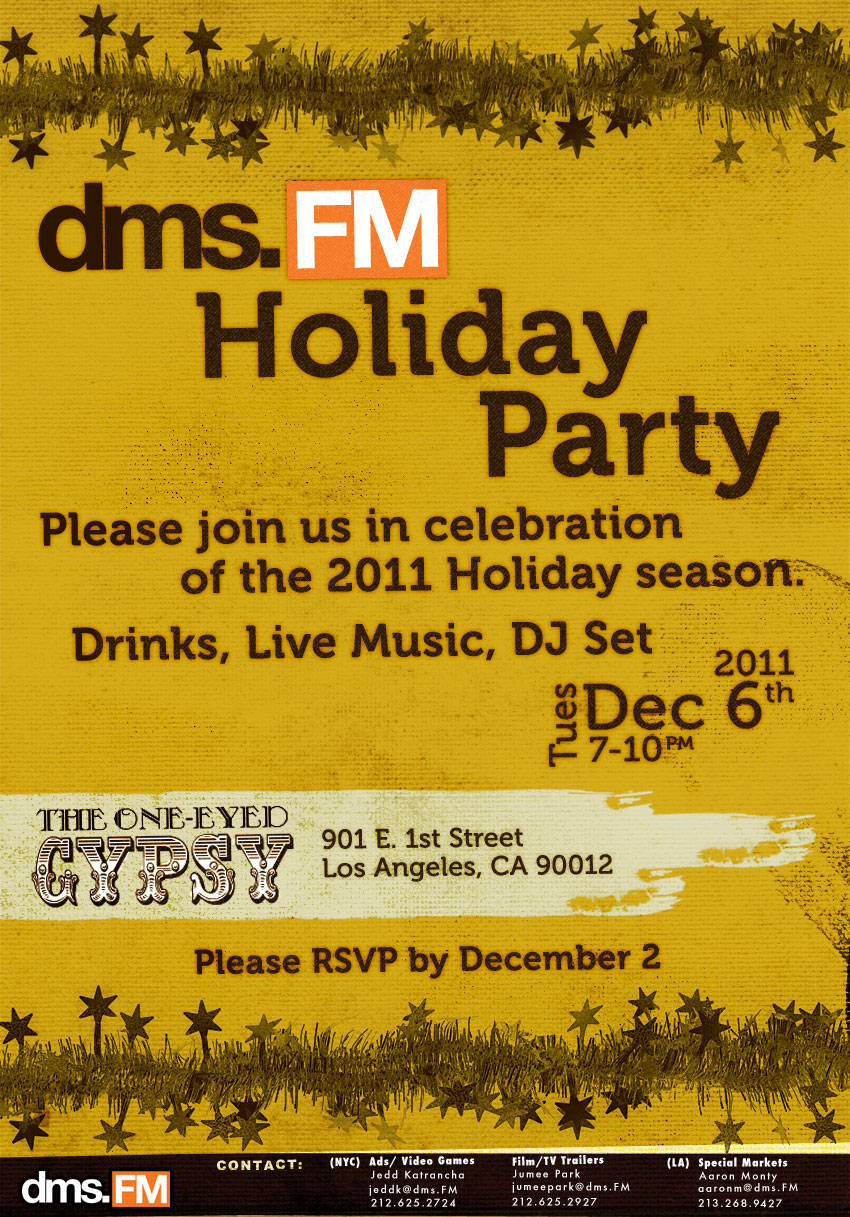 dms.FM
Holiday
Party
Please join us in celebration
of the 2011 Holiday season.
Drinks, Live Music, DJ Set
2011
Tues Dec 6th
7-10PM
THE ONE-EYED
GYPSY
901 E. 1st Street
Los Angeles, CA 90012
Please RSVP by December 2
dms.FM
CONTACT:
(NYC) Ads/ Video Games
Jedd Katrancha
jeddk@dms.FM
212.625.2724
Film/TV Trailers
Jumee Park
jumeepark@dms.FM
212.625.2927
(LA) Special Markets
Aaron Monty
aaronm@dms.FM
213.268.9427